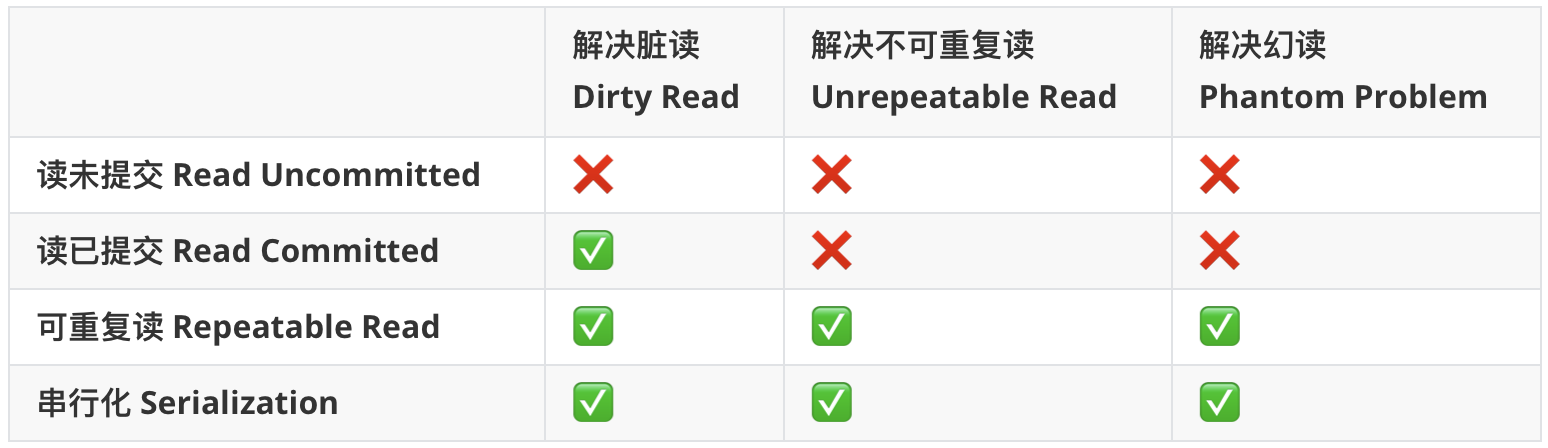 解决脏读
Dirty Read
解决不可重复读
Unrepeatable Read
解决幻读
Phantom Problem
读未提交 Read Uncommitted ❌ ❌ ❌
读已提交 Read Committed ✅ ❌ ❌
可重复读 Repeatable Read ✅ ✅ ✅
串行化 Serialization ✅ ✅ ✅